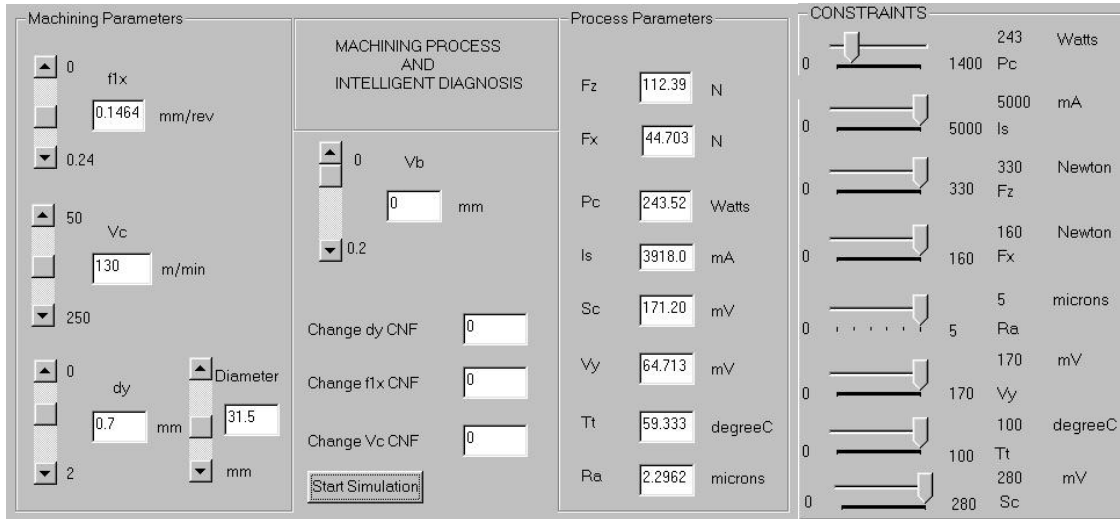 Machining Parameters
0
f1x
0.1464 mm/rev
0.24
50
Vc
130 m/min
250
0
dy
0.7 mm
2
Diameter
31.5
mm
MACHINING PROCESS
AND
INTELLIGENT DIAGNOSIS
0 Vb
0 mm
0.2
Change dy CNF 0
Change f1x CNF 0
Change Vc CNF 0
Start Simulation
Process Parameters
Fz 112.39 N
Fx 44.703 N
Pc 243.52 Watts
Is 3918.0 mA
Sc 171.20 mV
Vy 64.713 mV
Tt 59.333 degreeC
Ra 2.2962 microns
CONSTRAINTS
243 Watts
0 1400 Pc
5000 mA
0 5000 Is
330 Newton
0 330 Fz
160 Newton
0 160 Fx
5 microns
0 5 Ra
170 mV
0 170 Vy
100 degreeC
0 100 Tt
280 mV
0 280 Sc